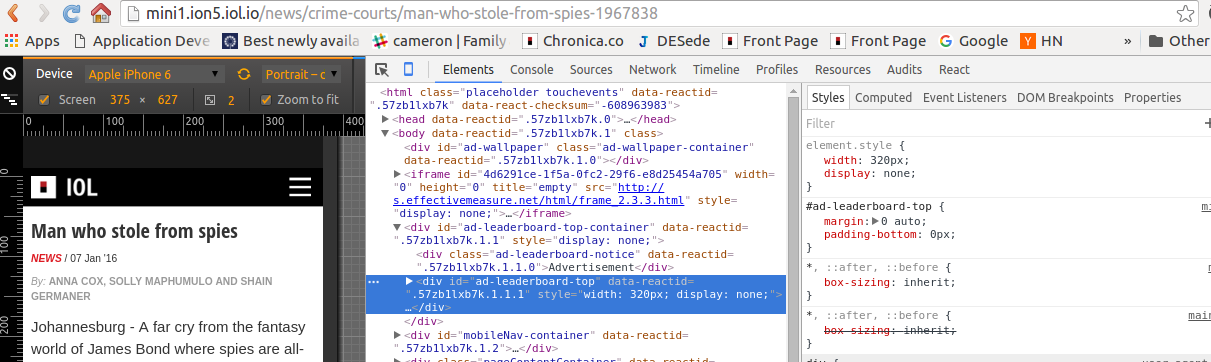 mini1.ion5.iol.io/news/crime-courts/man-who-stole-from-spies-1967838
Apps Pages Best newly availa cameron | Family Chronica.co DESede Front Page Front Page Google HN » Other
Device Apple iPhone 6 Portrait – c
Screen 375 × 627 2 Zoom to fit
0 100 200 300 400
0
100
200
IOL
Man who stole from spies
NEWS / 07 Jan '16
By: ANNA COX, SOLLY MAPHUMULO AND SHAIN
GERMANER
Johannesburg - A far cry from the fantasy
world of James Bond where spies are all-
Elements Console Sources Network Timeline Profiles Resources Audits React
<html class="placeholder touchevents" data-reactid=
".57zb1lxb7k" data-react-checksum="-608963983">
<head data-reactid=".57zb1lxb7k.0">…</head>
<body data-reactid=".57zb1lxb7k.1" class>
<div id="ad-wallpaper" class="ad-wallpaper-container"
data-reactid=".57zb1lxb7k.1.0"></div>
<iframe id="4d6291ce-1f5a-0fc2-29f6-e8d25454a705" width=
"0" height="0" title="empty" src="http://
s.effectivemeasure.net/html/frame_2.3.3.html" style=
"display: none;">…</iframe>
<div id="ad-leaderboard-top-container" data-reactid=
".57zb1lxb7k.1.1" style="display: none;">
<div class="ad-leaderboard-notice" data-reactid=
".57zb1lxb7k.1.1.0">Advertisement</div>
… <div id="ad-leaderboard-top" data-reactid=
".57zb1lxb7k.1.1.1" style="width: 320px; display: none;">
…</div>
</div>
<div id="mobileNav-container" data-reactid=
".57zb1lxb7k.1.2">…</div>
<div class="pageContentContainer" data-reactid=
Styles Computed Event Listeners DOM Breakpoints Properties
Filter +
element.style {
width: 320px;
display: none;
}
#ad-leaderboard-top { mi
margin: 0 auto;
padding-bottom: 0px;
}
*, ::after, ::before {
box-sizing: inherit;
}
*, ::after, ::before { main
box-sizing: inherit;
}
div {